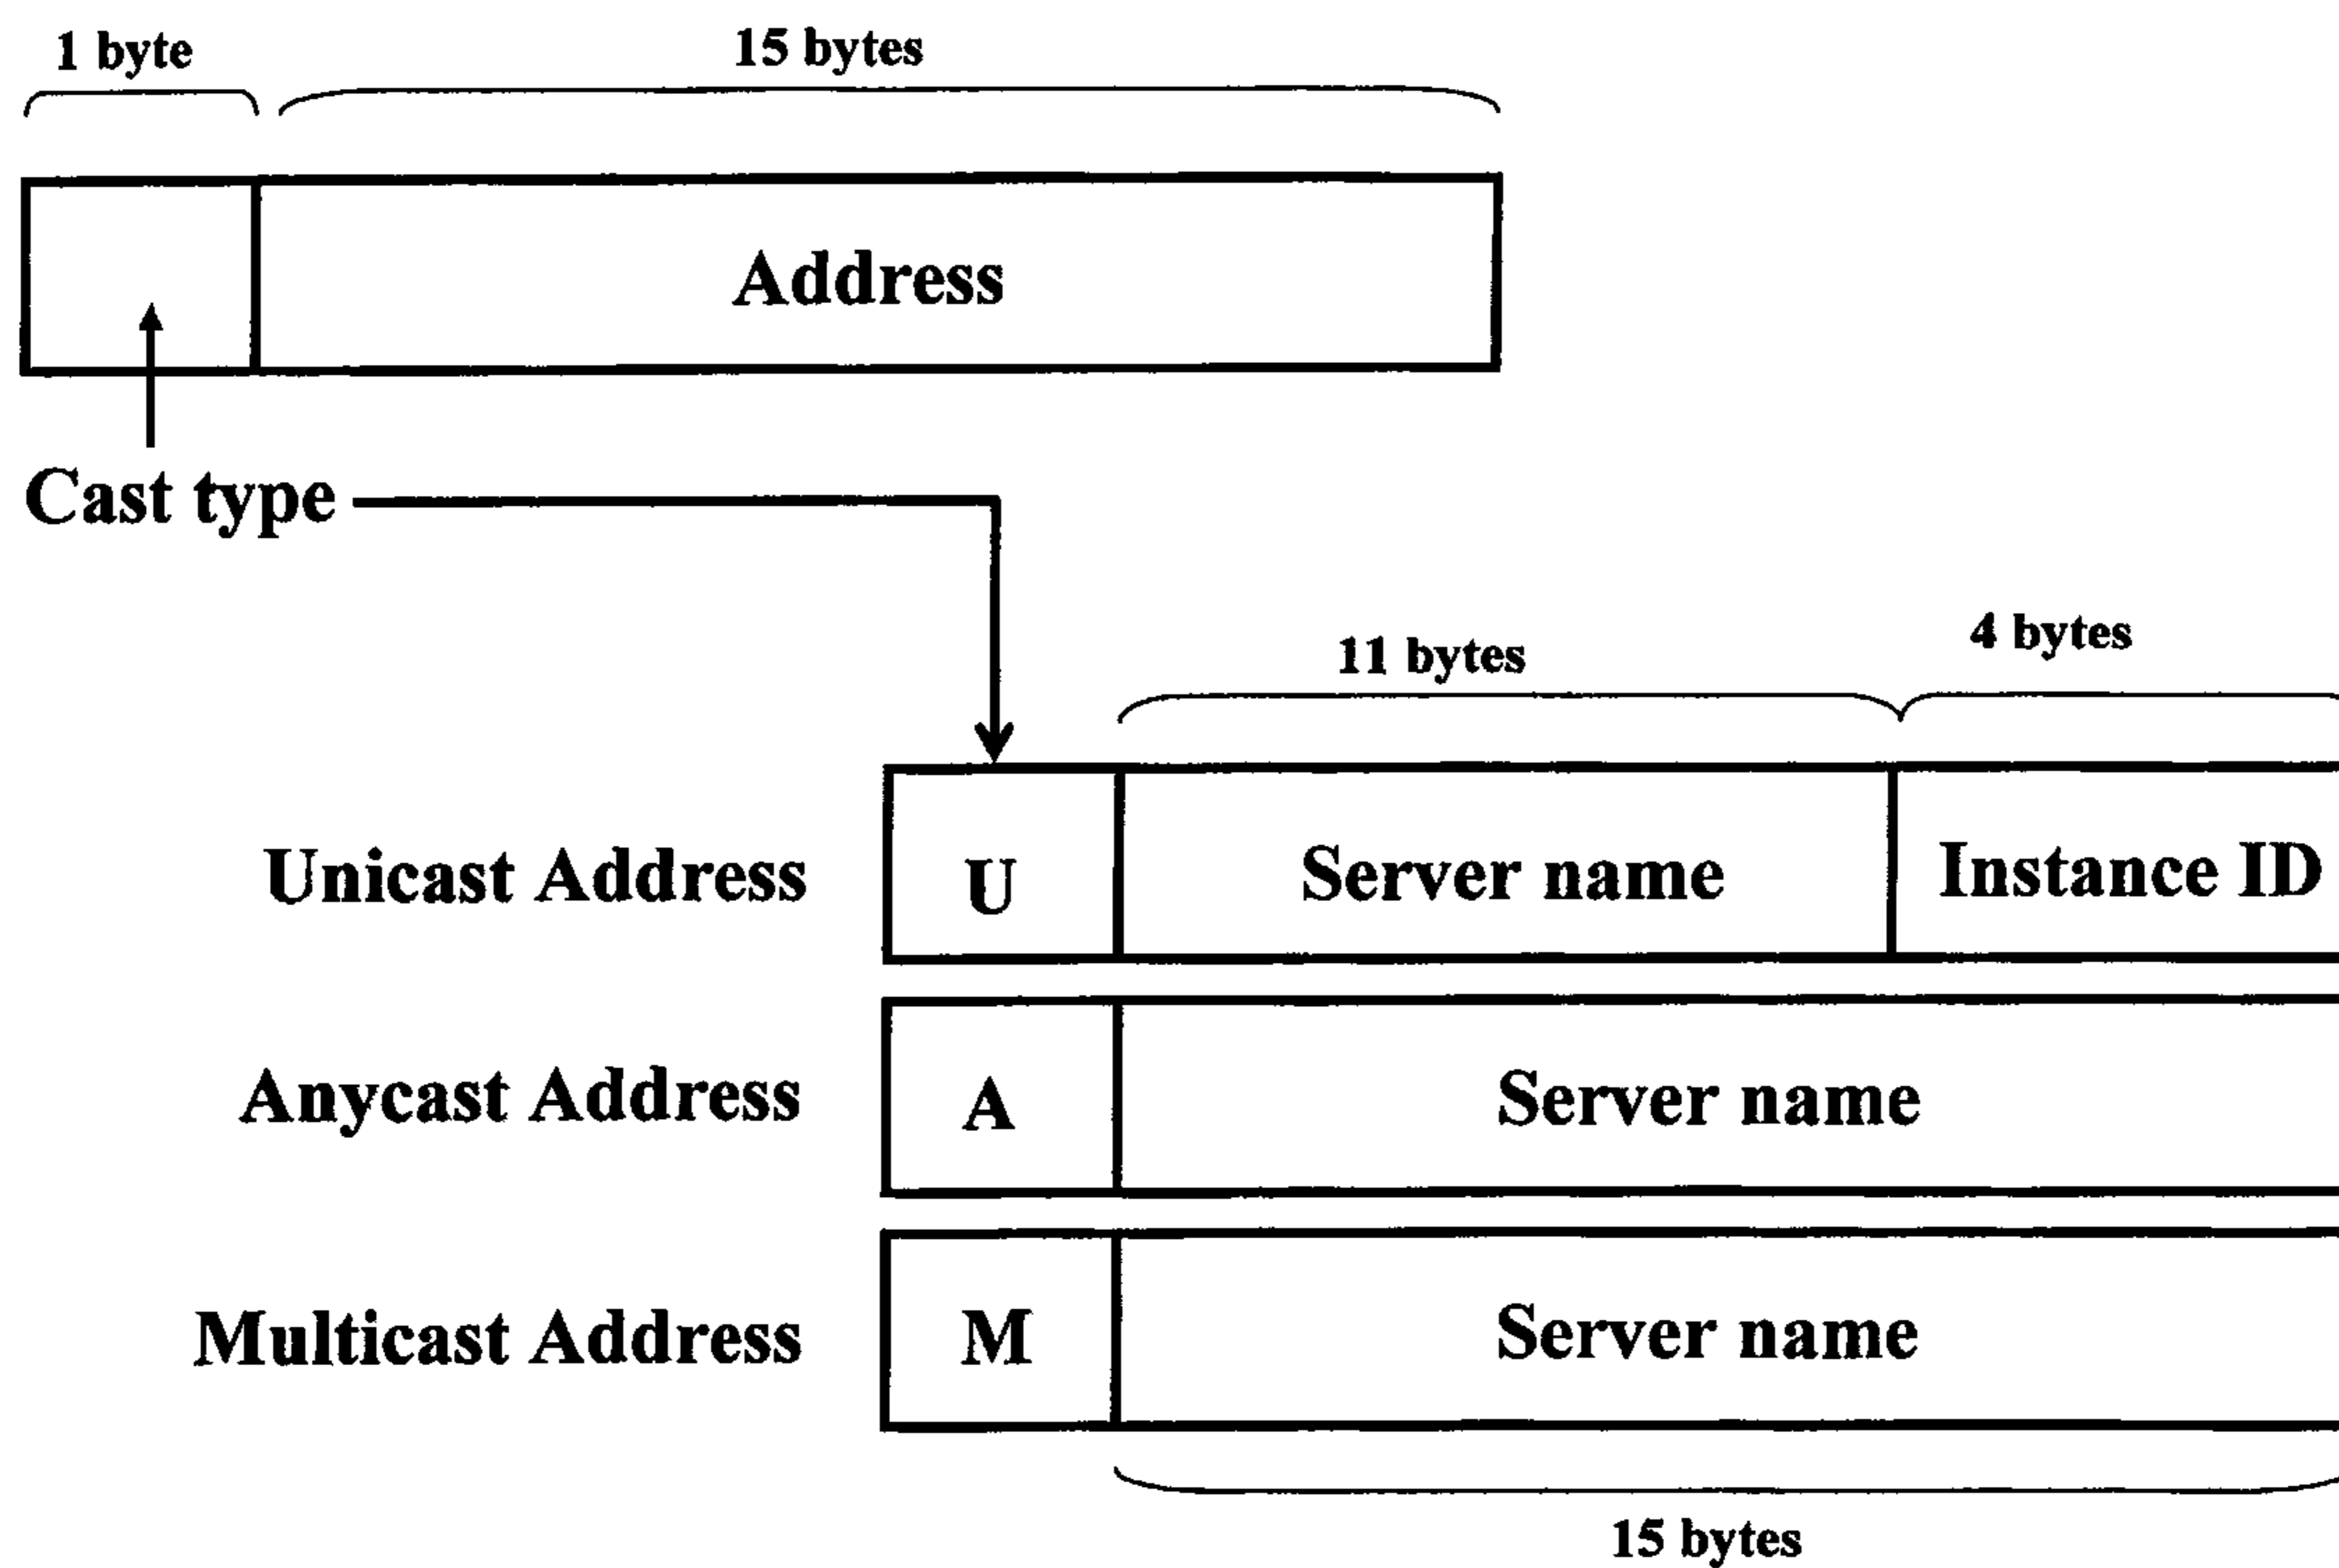 1 byte
15 bytes
Address
Cast type
11 bytes
4 bytes
Unicast Address
U
Server name
Instance ID
Anycast Address
A
Server name
Multicast Address
M
Server name
15 bytes